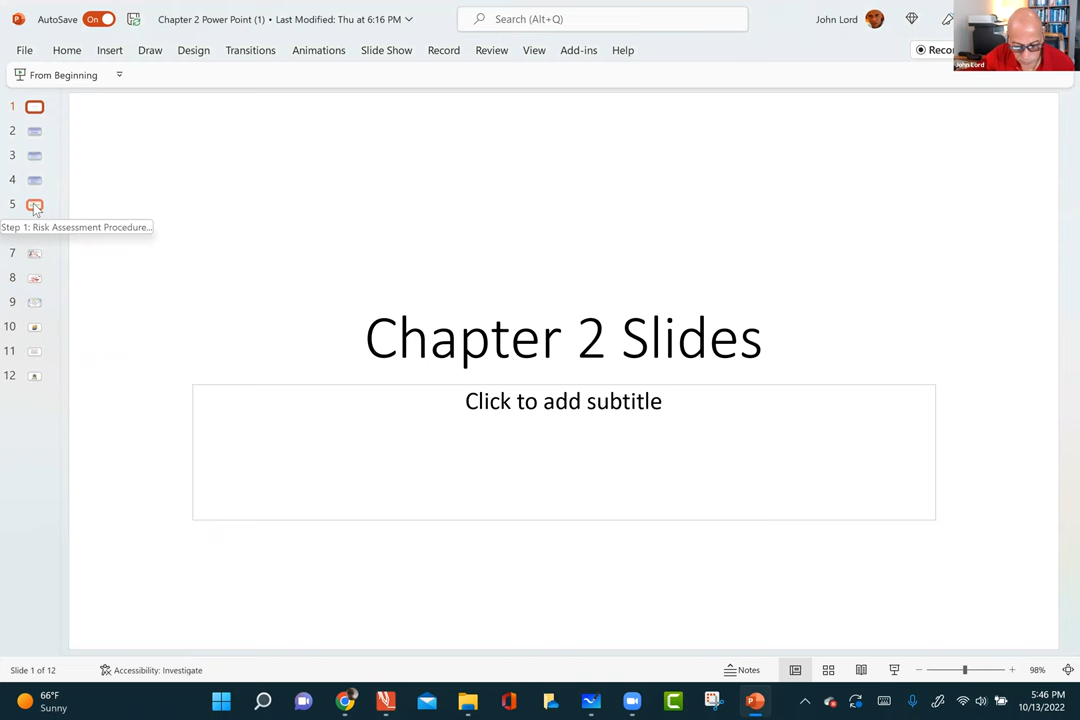 AutoSave
On
Chapter 2 Power Point (1) • Last Modified: Thu at 6:16 PM
Search (Alt+Q)
John Lord
File
Home
Insert
Draw
Design
Transitions
Animations
Slide Show
Record
Review
View
Add-ins
Help
Recor
John Lord
From Beginning
1
2
3
4
5
Step 1: Risk Assessment Procedure...
7
8
9
10
11
12
Chapter 2 Slides
Click to add subtitle
Slide 1 of 12
Accessibility: Investigate
Notes
98%
66°F
Sunny
5:46 PM
10/13/2022